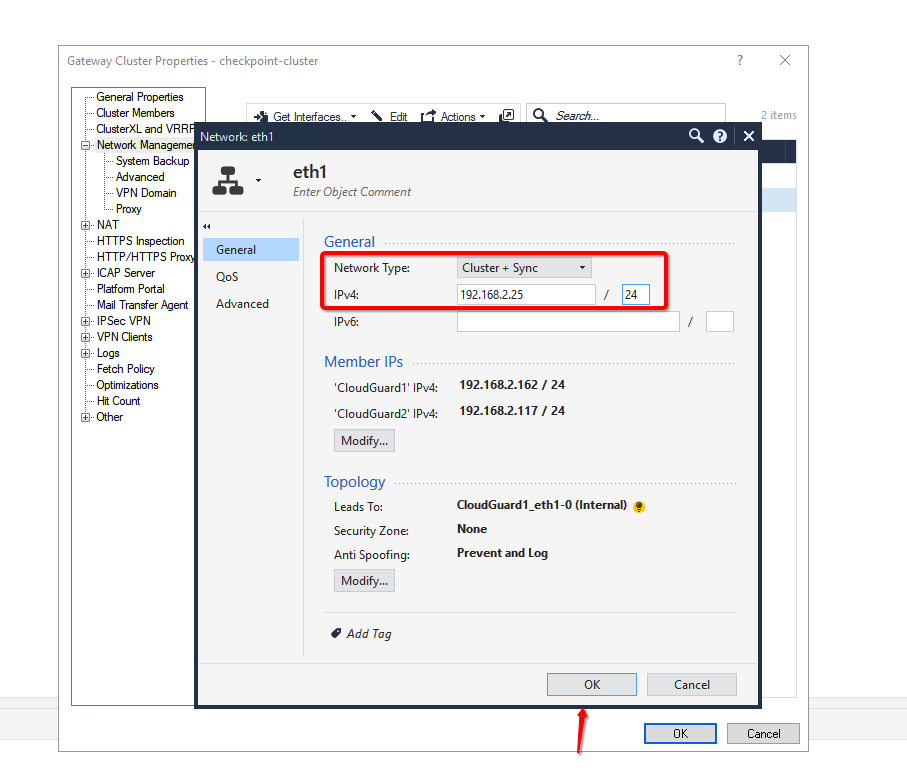 Gateway Cluster Properties - checkpoint-cluster
?
General Properties
Cluster Members
ClusterXL and VRRP
Network Managemen
System Backup
Advanced
VPN Domain
Proxy
NAT
HTTPS Inspection
HTTP/HTTPS Proxy
ICAP Server
Platform Portal
Mail Transfer Agent
IPSec VPN
VPN Clients
Logs
Fetch Policy
Optimizations
Hit Count
Other
Get Interfaces... Edit Actions Search... 2 items
Network: eth1 ?
eth1
Enter Object Comment
General
QoS
Advanced
General
Network Type: Cluster + Sync
IPv4: 192.168.2.25 / 24
IPv6: /
Member IPs
'CloudGuard1' IPv4: 192.168.2.162 / 24
'CloudGuard2' IPv4: 192.168.2.117 / 24
Modify...
Topology
Leads To: CloudGuard1_eth1-0 (Internal)
Security Zone: None
Anti Spoofing: Prevent and Log
Modify...
Add Tag
OK Cancel
OK Cancel